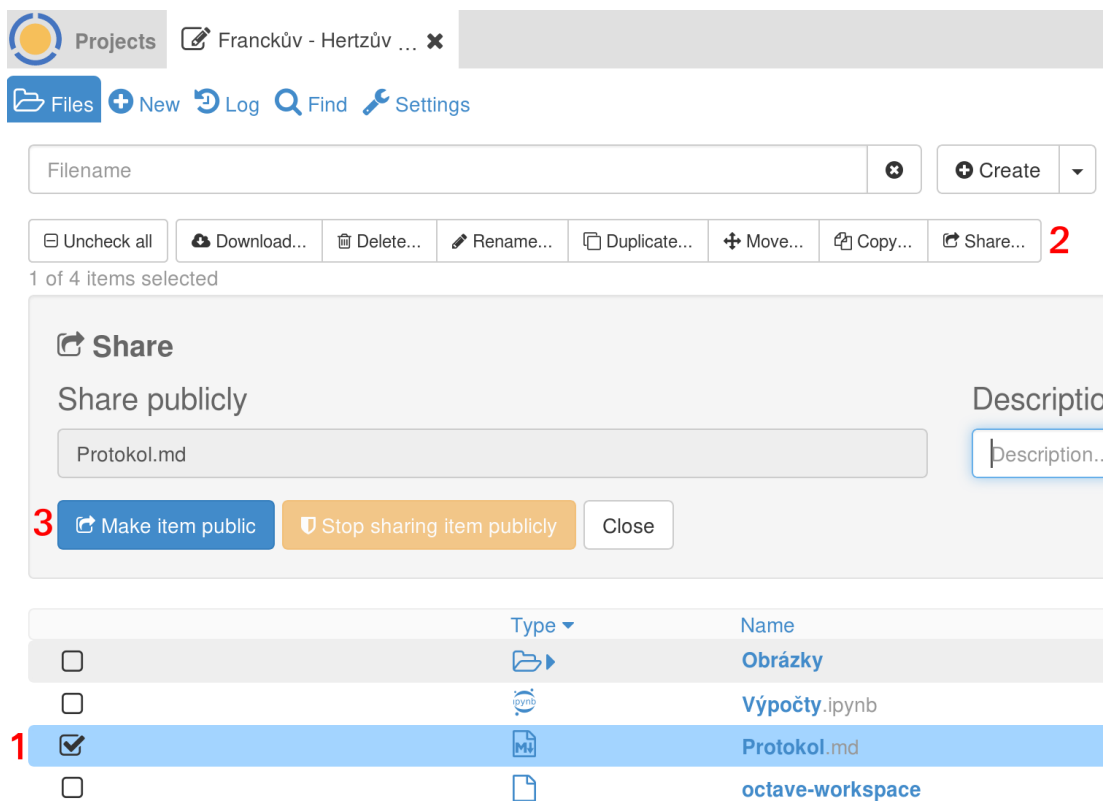 Projects Franckův - Hertzův ...
Files New Log Find Settings
Filename Create
Uncheck all Download... Delete... Rename... Duplicate... Move... Copy... Share... 2
1 of 4 items selected
Share
Share publicly Descriptio
Protokol.md Description..
3 Make item public Stop sharing item publicly Close
Type Name
Obrázky
ipynb Výpočty.ipynb
1 M Protokol.md
octave-workspace